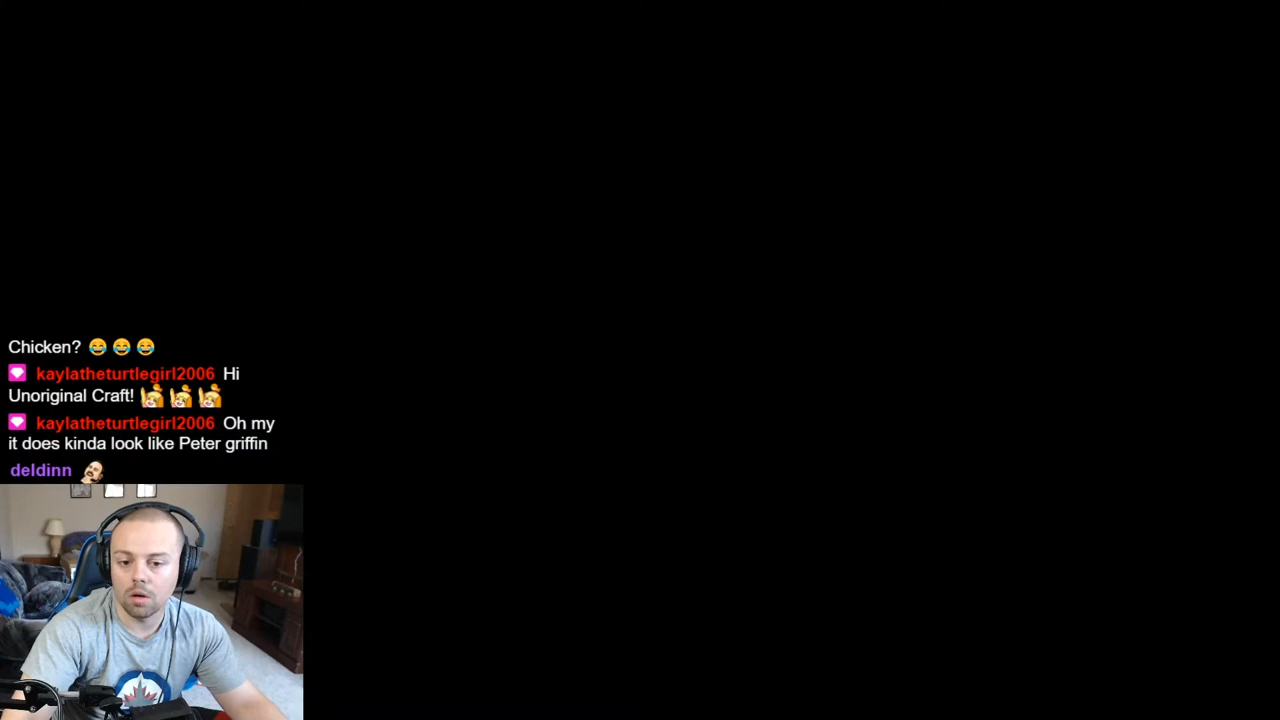 Chicken? 😂 😂 😂
kaylatheturtlegirl2006 Hi
Unoriginal Craft!
kaylatheturtlegirl2006 Oh my
it does kinda look like Peter griffin
deldinn